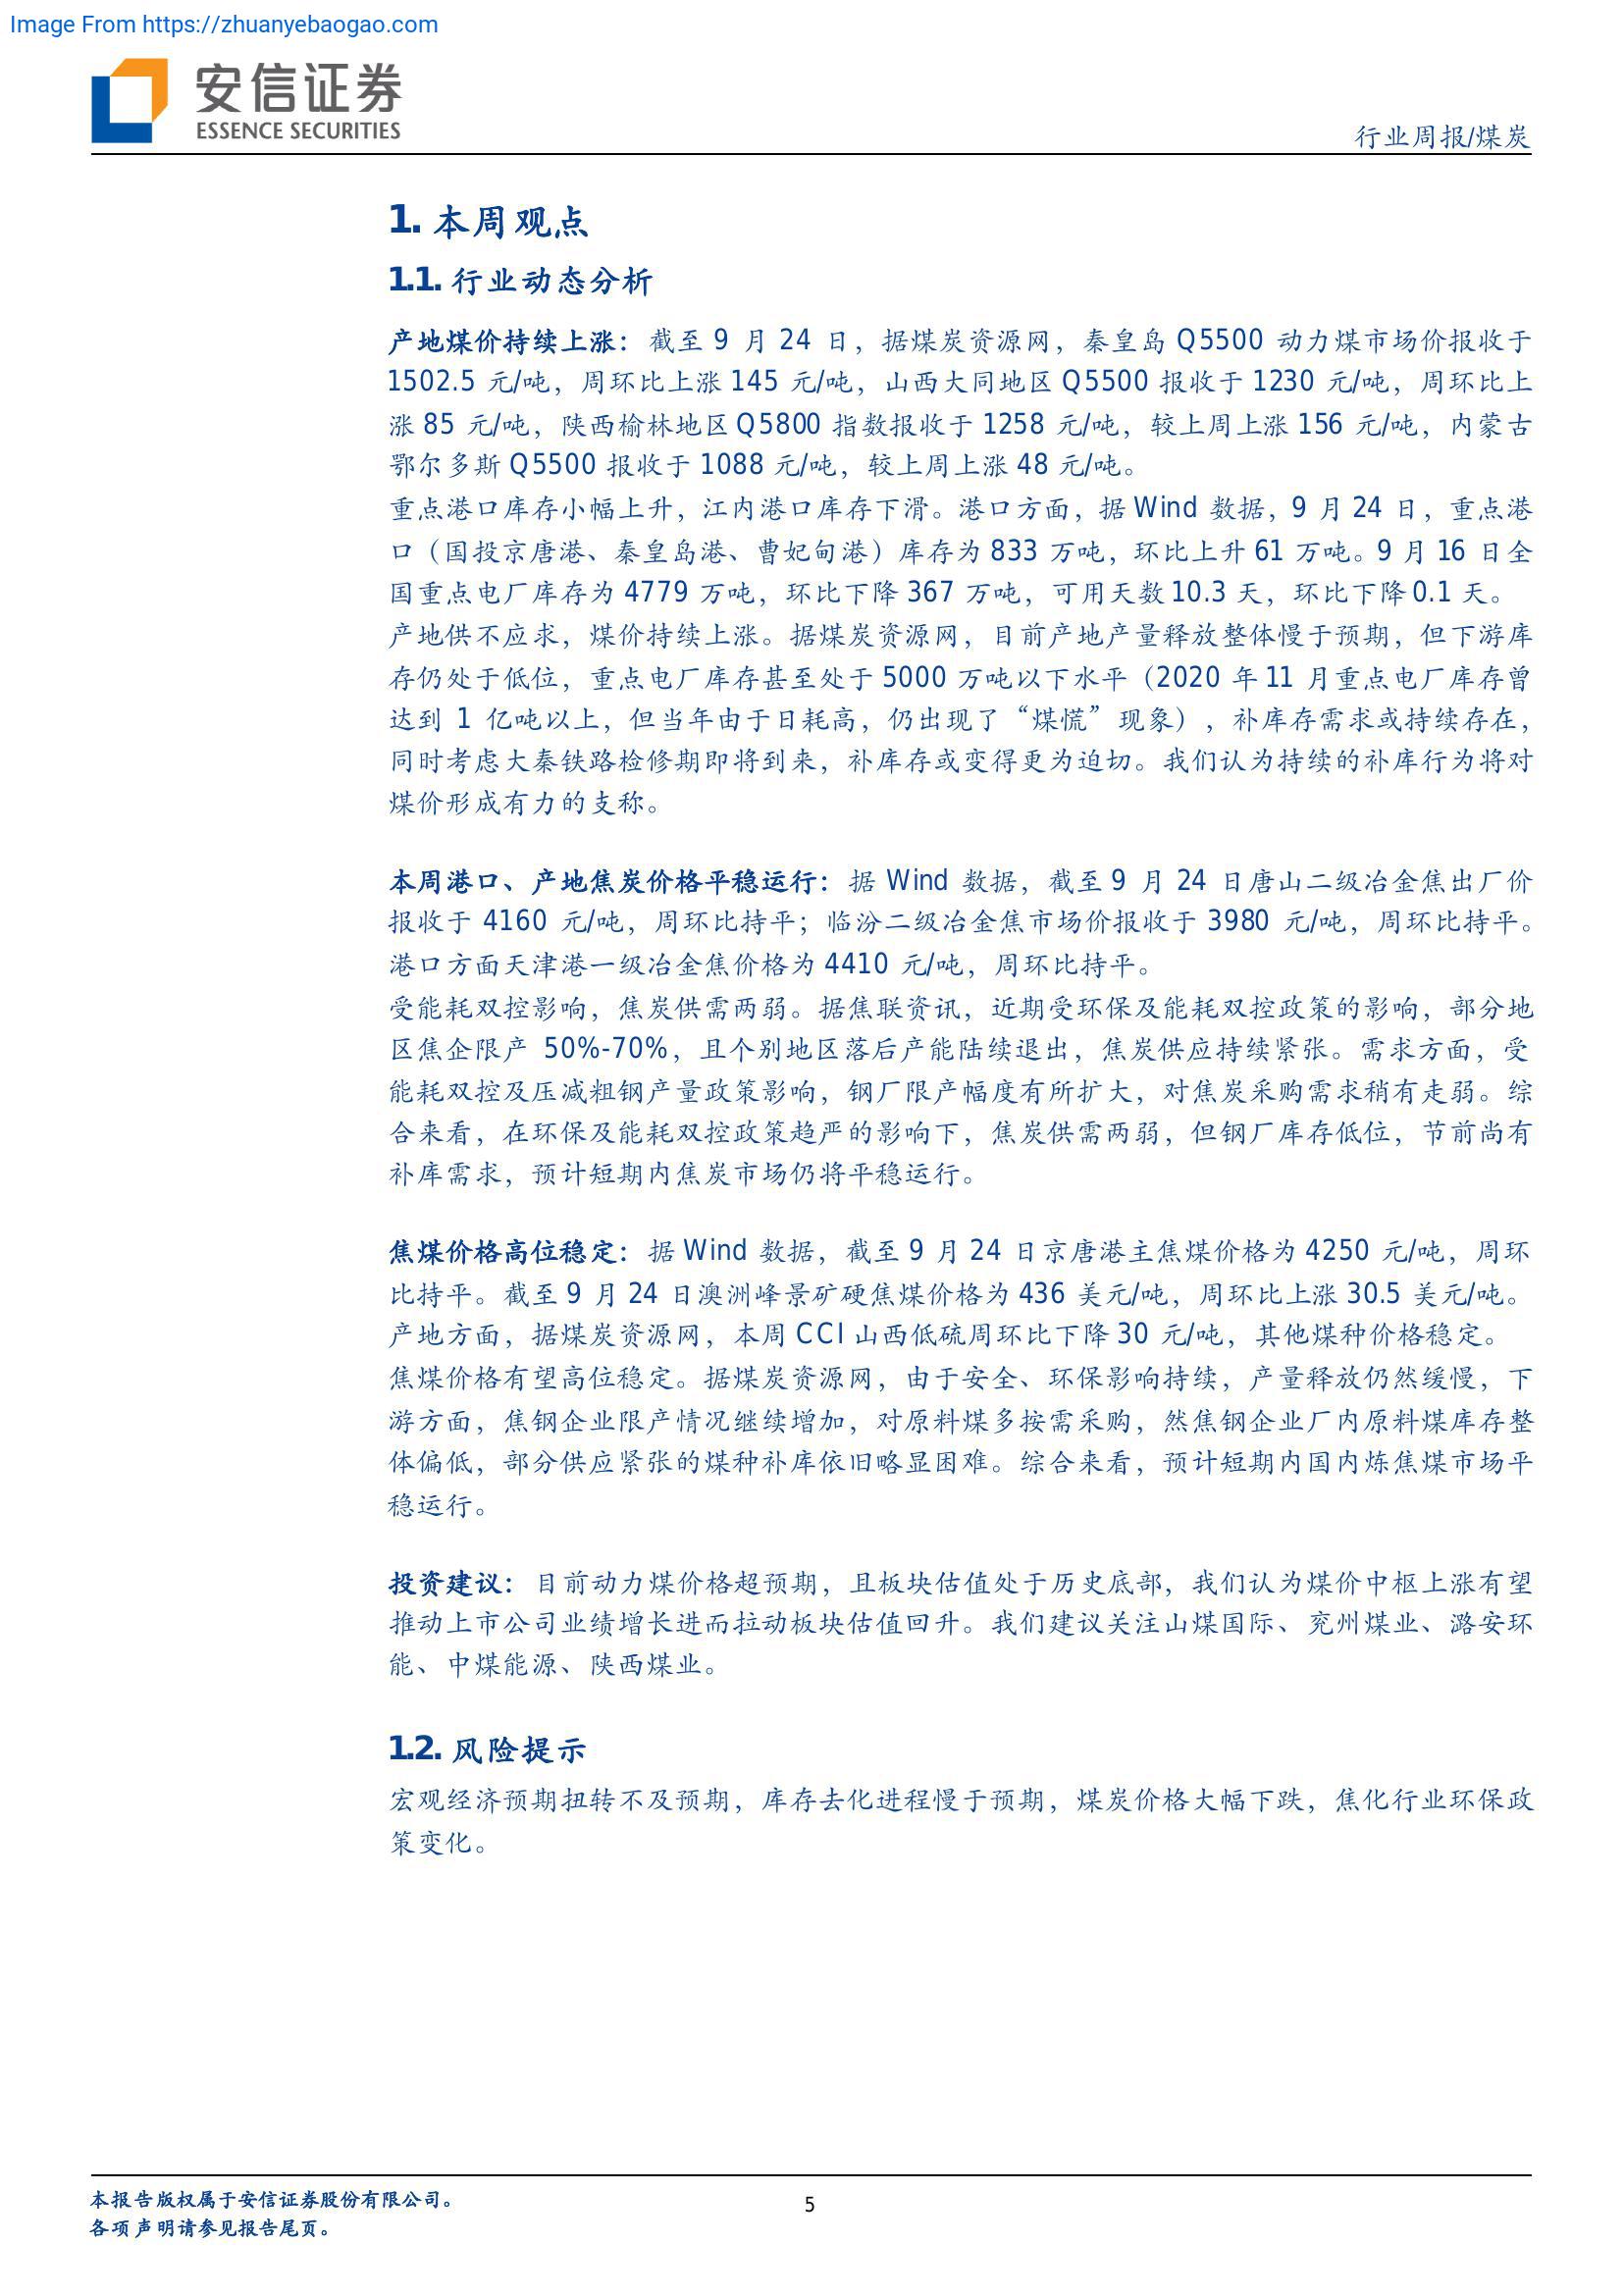 Image From https://zhuanyebaogao.com
安信证券
ESSENCE SECURITIES
行业周报/煤炭
1. 本周观点
1.1. 行业动态分析
产地煤价持续上涨：截至 9 月 24 日，据煤炭资源网，秦皇岛 Q5500 动力煤市场价报收于
1502.5 元/吨，周环比上涨 145 元/吨，山西大同地区 Q5500 报收于 1230 元/吨，周环比上
涨 85 元/吨，陕西榆林地区 Q5800 指数报收于 1258 元/吨，较上周上涨 156 元/吨，内蒙古
鄂尔多斯 Q5500 报收于 1088 元/吨，较上周上涨 48 元/吨。
重点港口库存小幅上升，江内港口库存下滑。港口方面，据 Wind 数据，9 月 24 日，重点港
口（国投京唐港、秦皇岛港、曹妃甸港）库存为 833 万吨，环比上升 61 万吨。9 月 16 日全
国重点电厂库存为 4779 万吨，环比下降 367 万吨，可用天数 10.3 天，环比下降 0.1 天。
产地供不应求，煤价持续上涨。据煤炭资源网，目前产地产量释放整体慢于预期，但下游库
存仍处于低位，重点电厂库存甚至处于 5000 万吨以下水平（2020 年 11 月重点电厂库存曾
达到 1 亿吨以上，但当年由于日耗高，仍出现了“煤慌”现象），补库存需求或持续存在，
同时考虑大秦铁路检修期即将到来，补库存或变得更为迫切。我们认为持续的补库行为将对
煤价形成有力的支称。
本周港口、产地焦炭价格平稳运行：据 Wind 数据，截至 9 月 24 日唐山二级冶金焦出厂价
报收于 4160 元/吨，周环比持平；临汾二级冶金焦市场价报收于 3980 元/吨，周环比持平。
港口方面天津港一级冶金焦价格为 4410 元/吨，周环比持平。
受能耗双控影响，焦炭供需两弱。据焦联资讯，近期受环保及能耗双控政策的影响，部分地
区焦企限产 50%-70%，且个别地区落后产能陆续退出，焦炭供应持续紧张。需求方面，受
能耗双控及压减粗钢产量政策影响，钢厂限产幅度有所扩大，对焦炭采购需求稍有走弱。综
合来看，在环保及能耗双控政策趋严的影响下，焦炭供需两弱，但钢厂库存低位，节前尚有
补库需求，预计短期内焦炭市场仍将平稳运行。
焦煤价格高位稳定：据 Wind 数据，截至 9 月 24 日京唐港主焦煤价格为 4250 元/吨，周环
比持平。截至 9 月 24 日澳洲峰景矿硬焦煤价格为 436 美元/吨，周环比上涨 30.5 美元/吨。
产地方面，据煤炭资源网，本周 CCI 山西低硫周环比下降 30 元/吨，其他煤种价格稳定。
焦煤价格有望高位稳定。据煤炭资源网，由于安全、环保影响持续，产量释放仍然缓慢，下
游方面，焦钢企业限产情况继续增加，对原料煤多按需采购，然焦钢企业厂内原料煤库存整
体偏低，部分供应紧张的煤种补库依旧略显困难。综合来看，预计短期内国内炼焦煤市场平
稳运行。
投资建议：目前动力煤价格超预期，且板块估值处于历史底部，我们认为煤价中枢上涨有望
推动上市公司业绩增长进而拉动板块估值回升。我们建议关注山煤国际、兖州煤业、潞安环
能、中煤能源、陕西煤业。
1.2. 风险提示
宏观经济预期扭转不及预期，库存去化进程慢于预期，煤炭价格大幅下跌，焦化行业环保政
策变化。
本报告版权属于安信证券股份有限公司。
5
各项声明请参见报告尾页。